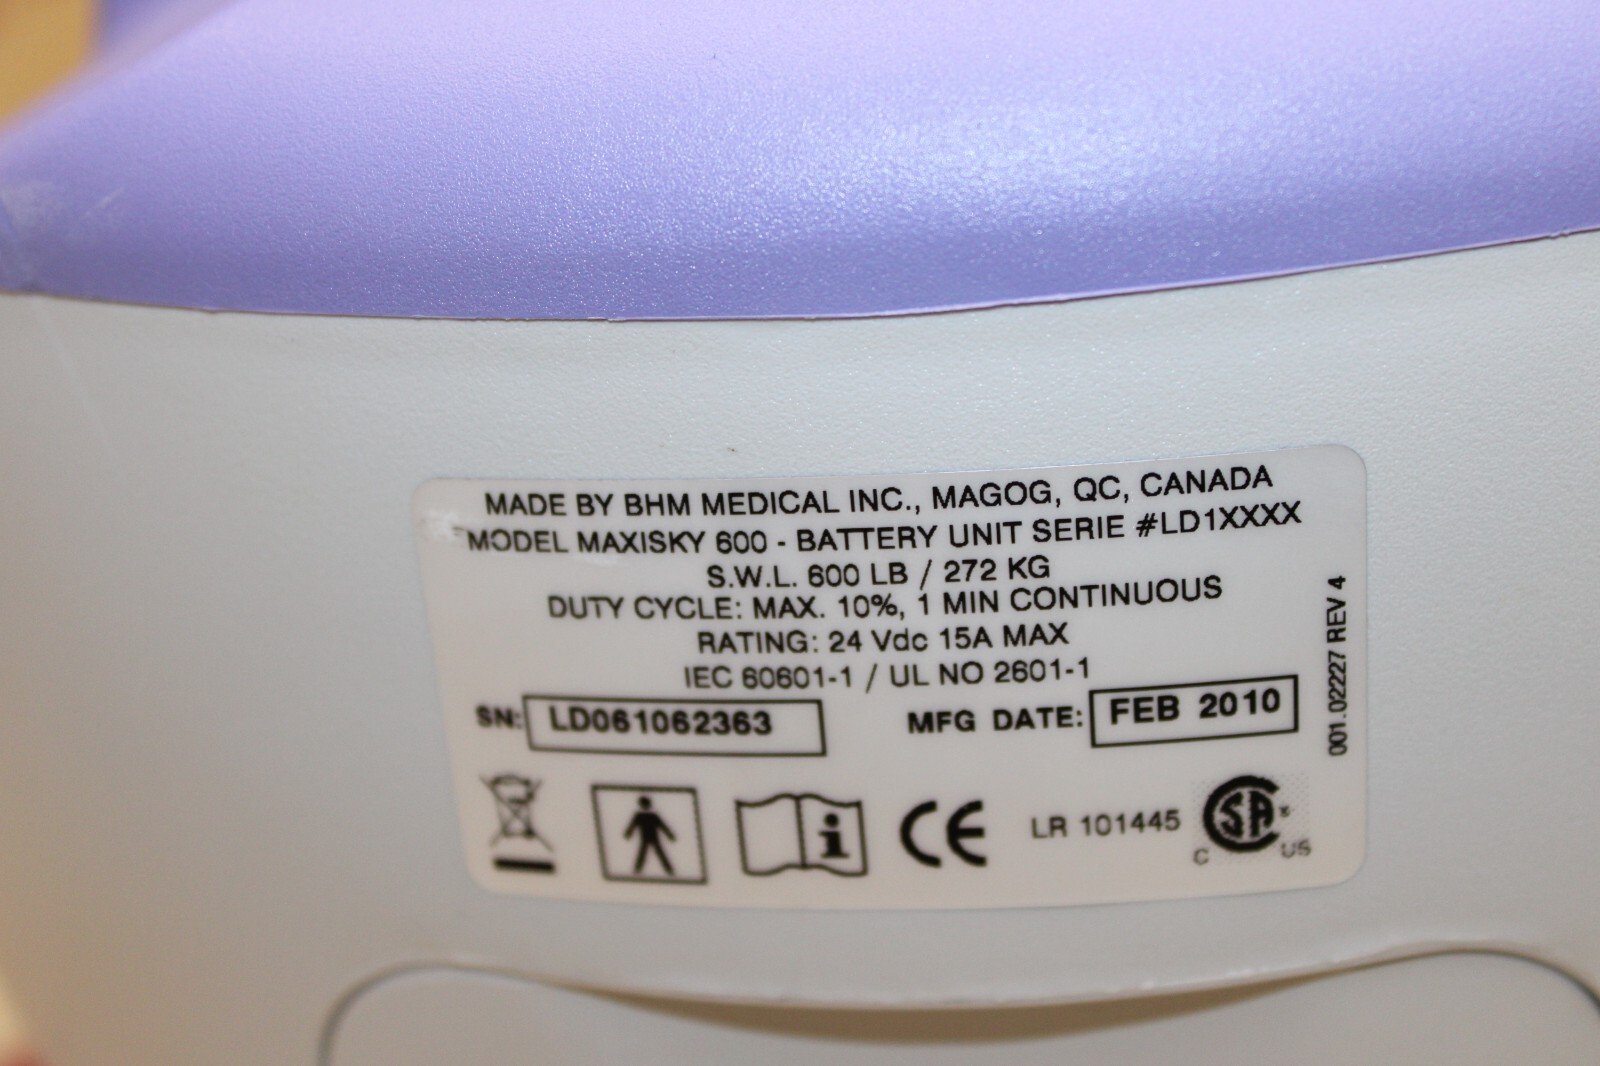 MADE BY BHM MEDICAL INC., MAGOG, QC, CANADA
MODEL MAXISKY 600 - BATTERY UNIT SERIE #LD1XXXX
S.W.L. 600 LB / 272 KG
DUTY CYCLE: MAX. 10%, 1 MIN CONTINUOUS
RATING: 24 Vdc 15A MAX
IEC 60601-1 / UL NO 2601-1
SN: LD061062363 MFG DATE: FEB 2010
001.02227 REV 4
i CE LR 101445 C SA US